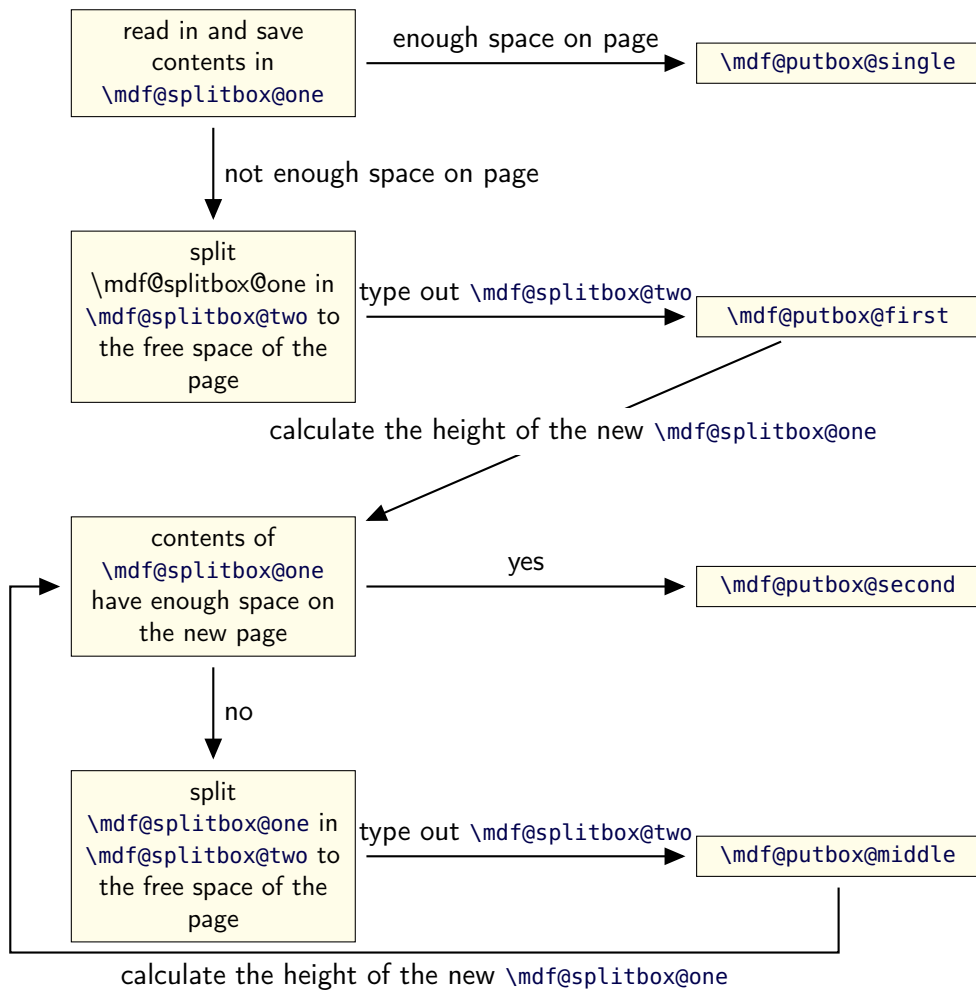 read in and save
contents in
\mdf@splitbox@one
enough space on page
\mdf@putbox@single
not enough space on page
split
\mdf@splitbox@one in
\mdf@splitbox@two to
the free space of the
page
type out \mdf@splitbox@two
\mdf@putbox@first
calculate the height of the new \mdf@splitbox@one
contents of
\mdf@splitbox@one
have enough space on
the new page
yes
\mdf@putbox@second
no
split
\mdf@splitbox@one in
\mdf@splitbox@two to
the free space of the
page
type out \mdf@splitbox@two
\mdf@putbox@middle
calculate the height of the new \mdf@splitbox@one